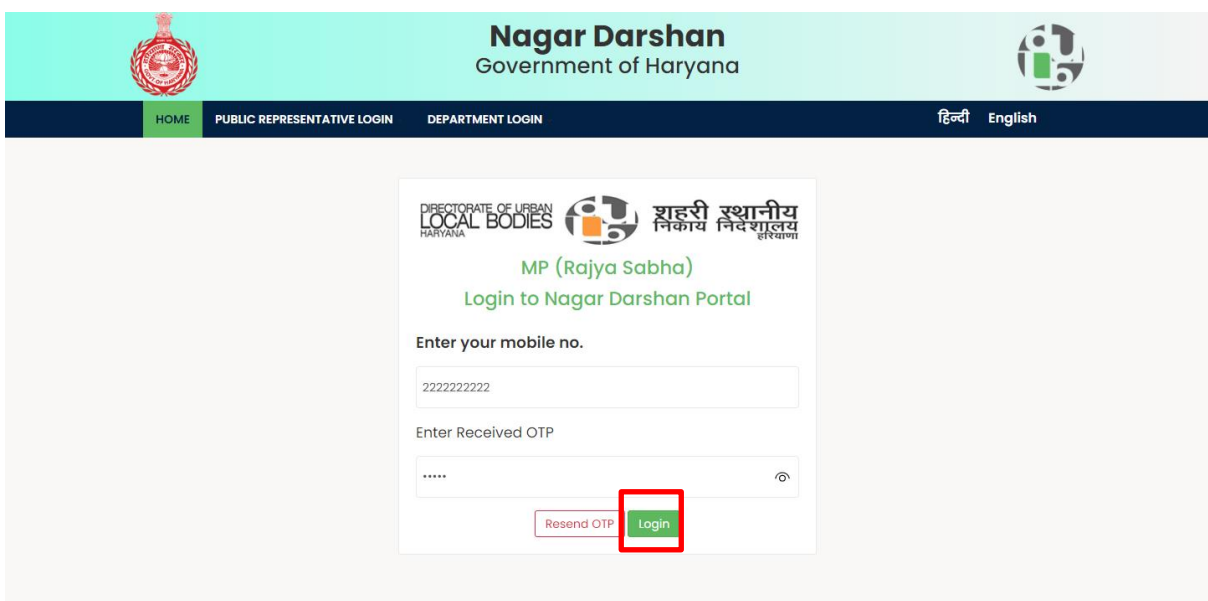 Nagar Darshan
Government of Haryana
HOME PUBLIC REPRESENTATIVE LOGIN DEPARTMENT LOGIN हिन्दी English
DIRECTORATE OF URBAN
LOCAL BODIES
HARYANA
शहरी स्थानीय
निकाय निदेशालय
हरियाणा
MP (Rajya Sabha)
Login to Nagar Darshan Portal
Enter your mobile no.
2222222222
Enter Received OTP
•••••
Resend OTP Login